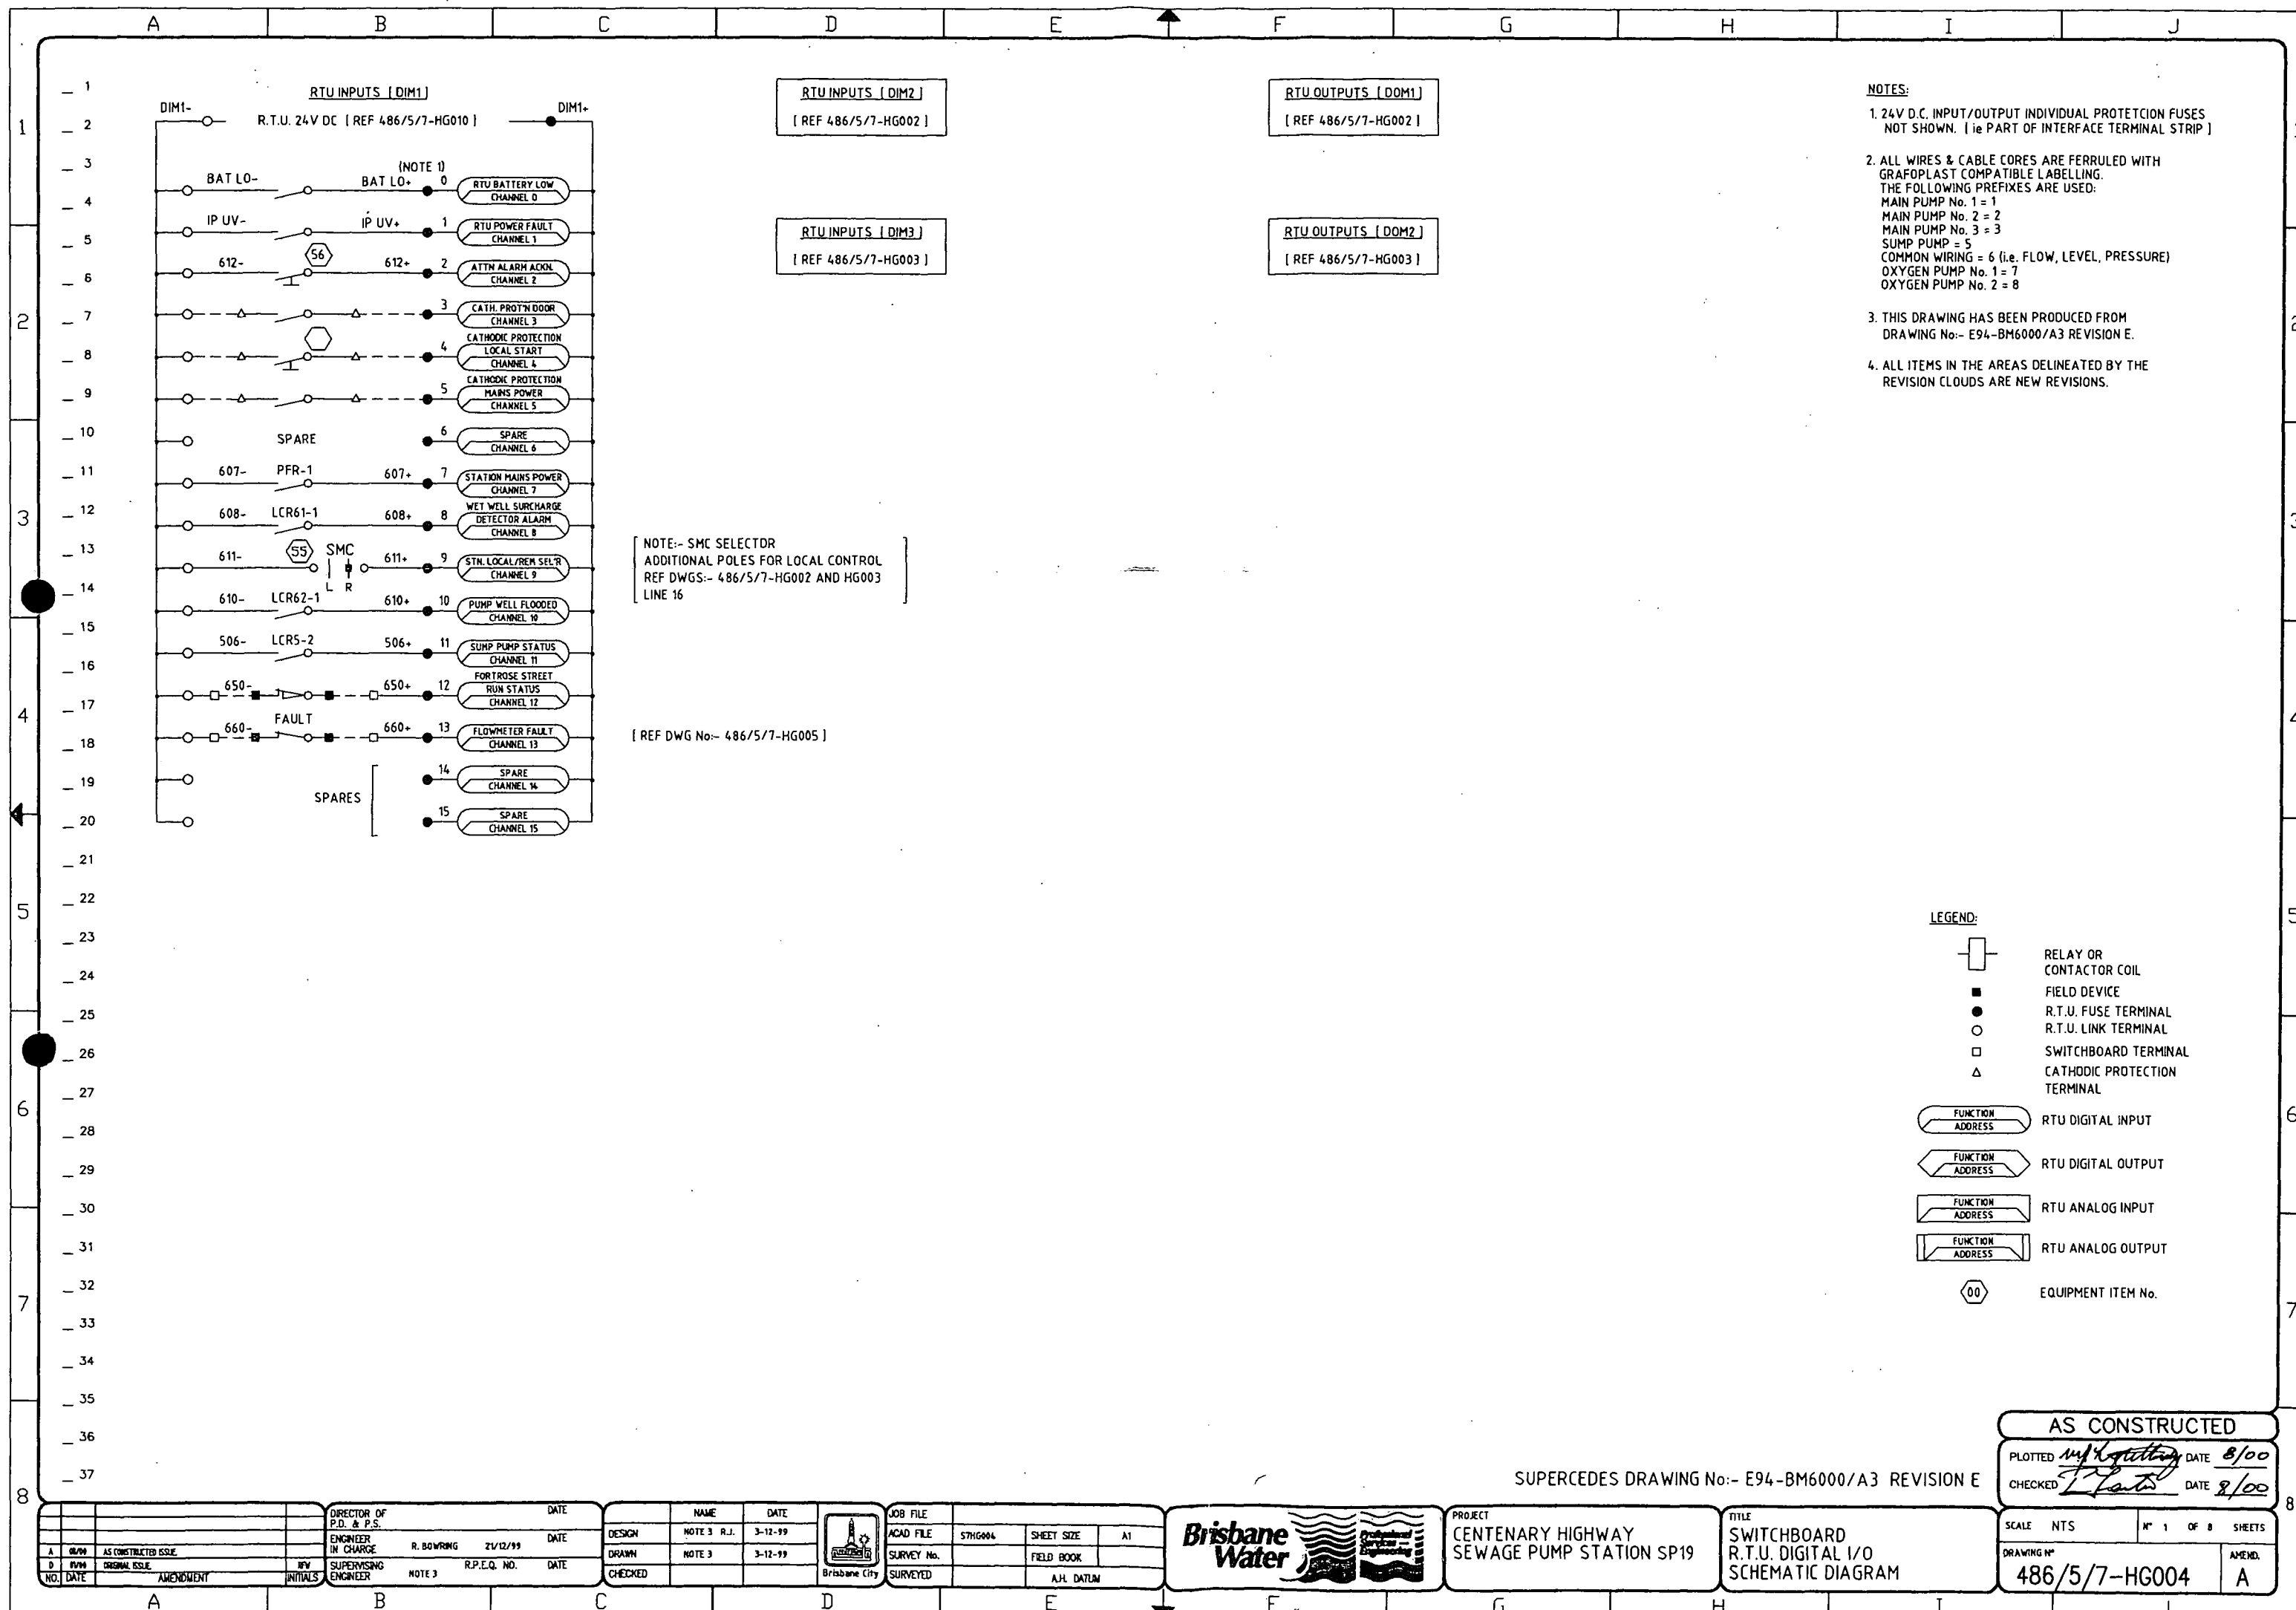 A B C D E F G H I J
1
2
3
4
5
6
7
8
9
10
11
12
13
14
15
16
17
18
19
20
21
22
23
24
25
26
27
28
29
30
31
32
33
34
35
36
37
1
2
3
4
5
6
7
8
RTU INPUTS [ DIM1 ]
DIM1-
R.T.U. 24V DC [ REF 486/5/7-HG010 ]
DIM1+
(NOTE 1)
BAT LO- BAT LO+ 0 RTU BATTERY LOW
CHANNEL 0
IP UV- IP UV+ 1 RTU POWER FAULT
CHANNEL 1
56
612- 612+ 2 ATTN ALARM ACKN.
CHANNEL 2
3 CATH. PROT'N DOOR
CHANNEL 3
CATHODIC PROTECTION
4 LOCAL START
CHANNEL 4
CATHODIC PROTECTION
5 MAINS POWER
CHANNEL 5
SPARE 6 SPARE
CHANNEL 6
607- PFR-1 607+ 7 STATION MAINS POWER
CHANNEL 7
WET WELL SURCHARGE
608- LCR61-1 608+ 8 DETECTOR ALARM
CHANNEL 8
611- 55 SMC 611+ 9 STN. LOCAL/REM SEL'R
CHANNEL 9
L R
610- LCR62-1 610+ 10 PUMP WELL FLOODED
CHANNEL 10
506- LCR5-2 506+ 11 SUMP PUMP STATUS
CHANNEL 11
FORTROSE STREET
650- 650+ 12 RUN STATUS
CHANNEL 12
660- FAULT 660+ 13 FLOWMETER FAULT
CHANNEL 13
14 SPARE
CHANNEL 14
SPARES
15 SPARE
CHANNEL 15
RTU INPUTS [ DIM2 ]
[ REF 486/5/7-HG002 ]
RTU INPUTS [ DIM3 ]
[ REF 486/5/7-HG003 ]
RTU OUTPUTS [ DOM1 ]
[ REF 486/5/7-HG002 ]
RTU OUTPUTS [ DOM2 ]
[ REF 486/5/7-HG003 ]
NOTE:- SMC SELECTOR
ADDITIONAL POLES FOR LOCAL CONTROL
REF DWGS:- 486/5/7-HG002 AND HG003
LINE 16
[ REF DWG No:- 486/5/7-HG005 ]
NOTES:
1. 24V D.C. INPUT/OUTPUT INDIVIDUAL PROTETCION FUSES
NOT SHOWN. [ ie PART OF INTERFACE TERMINAL STRIP ]
2. ALL WIRES & CABLE CORES ARE FERRULED WITH
GRAFOPLAST COMPATIBLE LABELLING.
THE FOLLOWING PREFIXES ARE USED:
MAIN PUMP No. 1 = 1
MAIN PUMP No. 2 = 2
MAIN PUMP No. 3 = 3
SUMP PUMP = 5
COMMON WIRING = 6 (i.e. FLOW, LEVEL, PRESSURE)
OXYGEN PUMP No. 1 = 7
OXYGEN PUMP No. 2 = 8
3. THIS DRAWING HAS BEEN PRODUCED FROM
DRAWING No:- E94-BM6000/A3 REVISION E.
4. ALL ITEMS IN THE AREAS DELINEATED BY THE
REVISION CLOUDS ARE NEW REVISIONS.
LEGEND:
RELAY OR
CONTACTOR COIL
FIELD DEVICE
R.T.U. FUSE TERMINAL
R.T.U. LINK TERMINAL
SWITCHBOARD TERMINAL
CATHODIC PROTECTION
TERMINAL
FUNCTION
ADDRESS
RTU DIGITAL INPUT
FUNCTION
ADDRESS
RTU DIGITAL OUTPUT
FUNCTION
ADDRESS
RTU ANALOG INPUT
FUNCTION
ADDRESS
RTU ANALOG OUTPUT
00 EQUIPMENT ITEM No.
SUPERCEDES DRAWING No:- E94-BM6000/A3 REVISION E
AS CONSTRUCTED
PLOTTED DATE 8/00
CHECKED DATE 8/00
A AS CONSTRUCTED ISSUE.
ORIGINAL ISSUE.
NO. DATE AMENDMENT INITIALS
DIRECTOR OF
P.D. & P.S. DATE
ENGINEER
IN CHARGE R. BOWRING 21/12/99 DATE
SUPERVISING
ENGINEER NOTE 3 R.P.E.Q. NO. DATE
NAME DATE
DESIGN NOTE 3 R.J. 3-12-99
DRAWN NOTE 3 3-12-99
CHECKED
Brisbane City
JOB FILE
ACAD FILE 57HG004 SHEET SIZE A1
SURVEY No. FIELD BOOK
SURVEYED A.H. DATUM
Brisbane
Water
Professional
Services —
Engineering
PROJECT
CENTENARY HIGHWAY
SEWAGE PUMP STATION SP19
TITLE
SWITCHBOARD
R.T.U. DIGITAL I/O
SCHEMATIC DIAGRAM
SCALE NTS Nº 1 OF 8 SHEETS
DRAWING Nº
486/5/7-HG004
AMEND.
A
A B C D E F G H I J